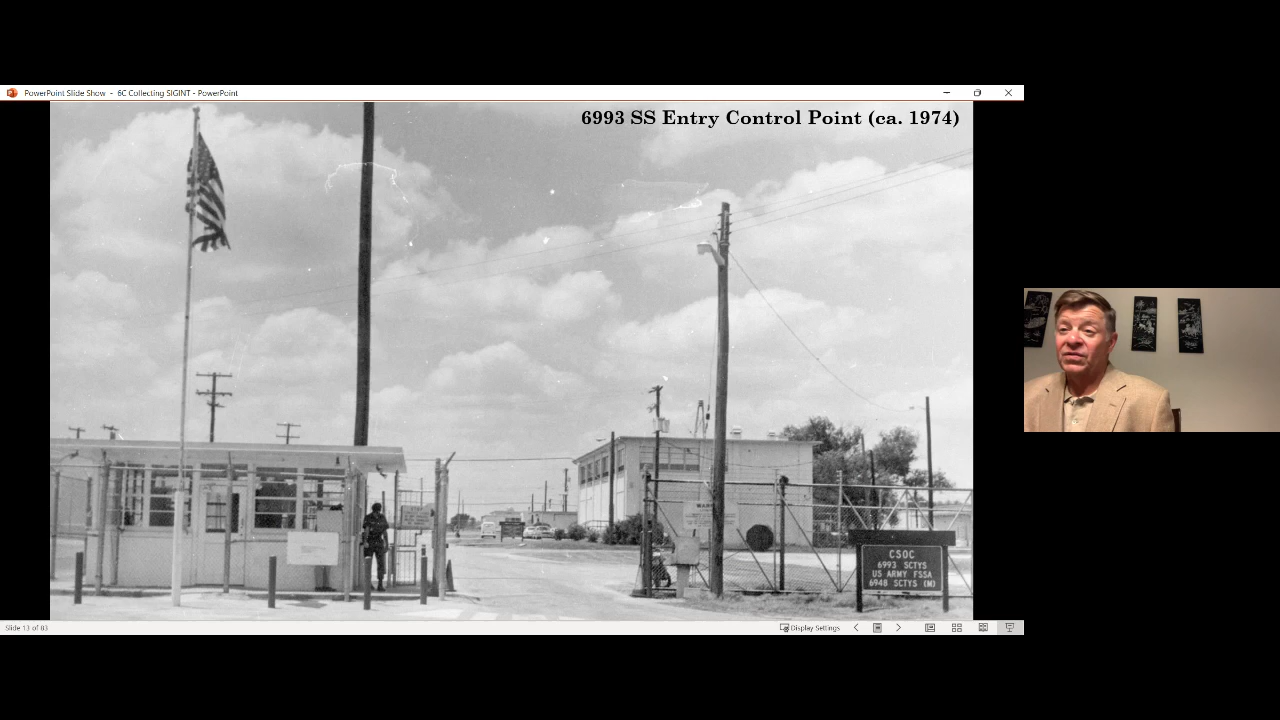 PowerPoint Slide Show - 6C Collecting SIGINT - PowerPoint
6993 SS Entry Control Point (ca. 1974)
CSOC
6993 SCTYS
US ARMY FSSA
6948 SCTYS (M)
Slide 13 of 83
Display Settings